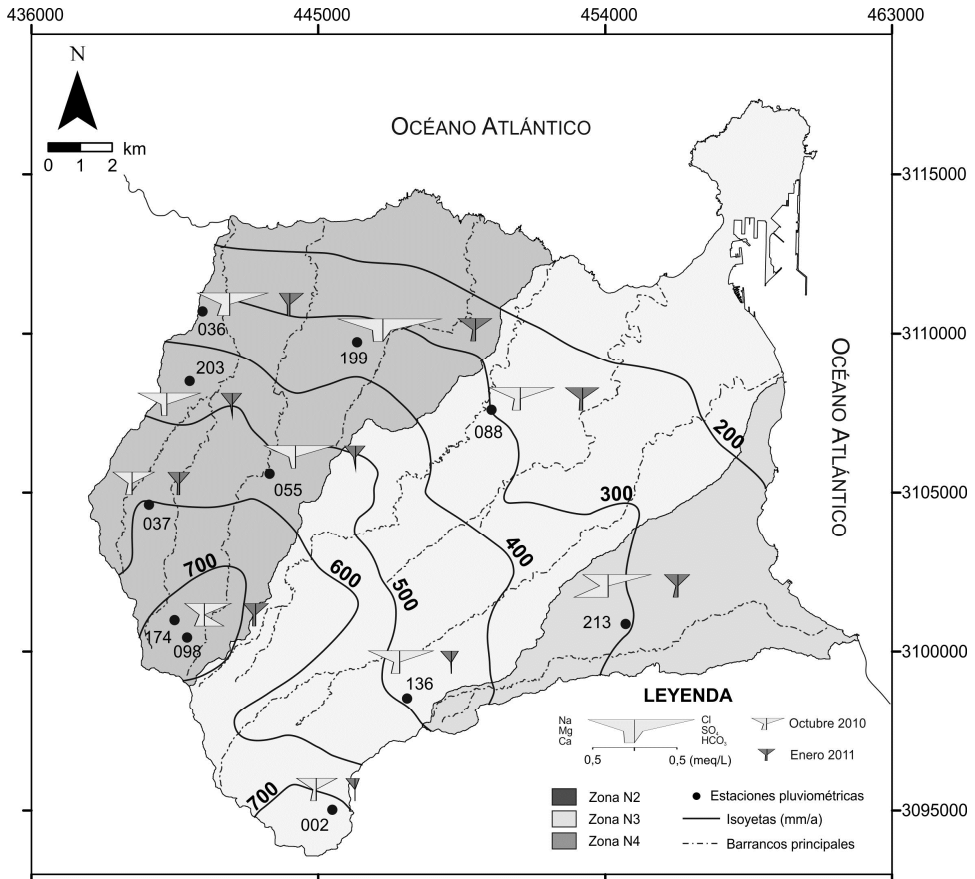 436000 445000 454000 463000
N
km
0 1 2
OCÉANO ATLÁNTICO
3115000
036
3110000
199
203
OCÉANO ATLÁNTICO
088
200
055
300
3105000
037
400
700
600
500
213
174
098
3100000
136
LEYENDA
Na
Mg
Ca
Cl
SO₄
HCO₃
0,5 0,5 (meq/L)
Octubre 2010
Enero 2011
700
002
Zona N2
Zona N3
Zona N4
Estaciones pluviométricas
Isoyetas (mm/a)
Barrancos principales
3095000